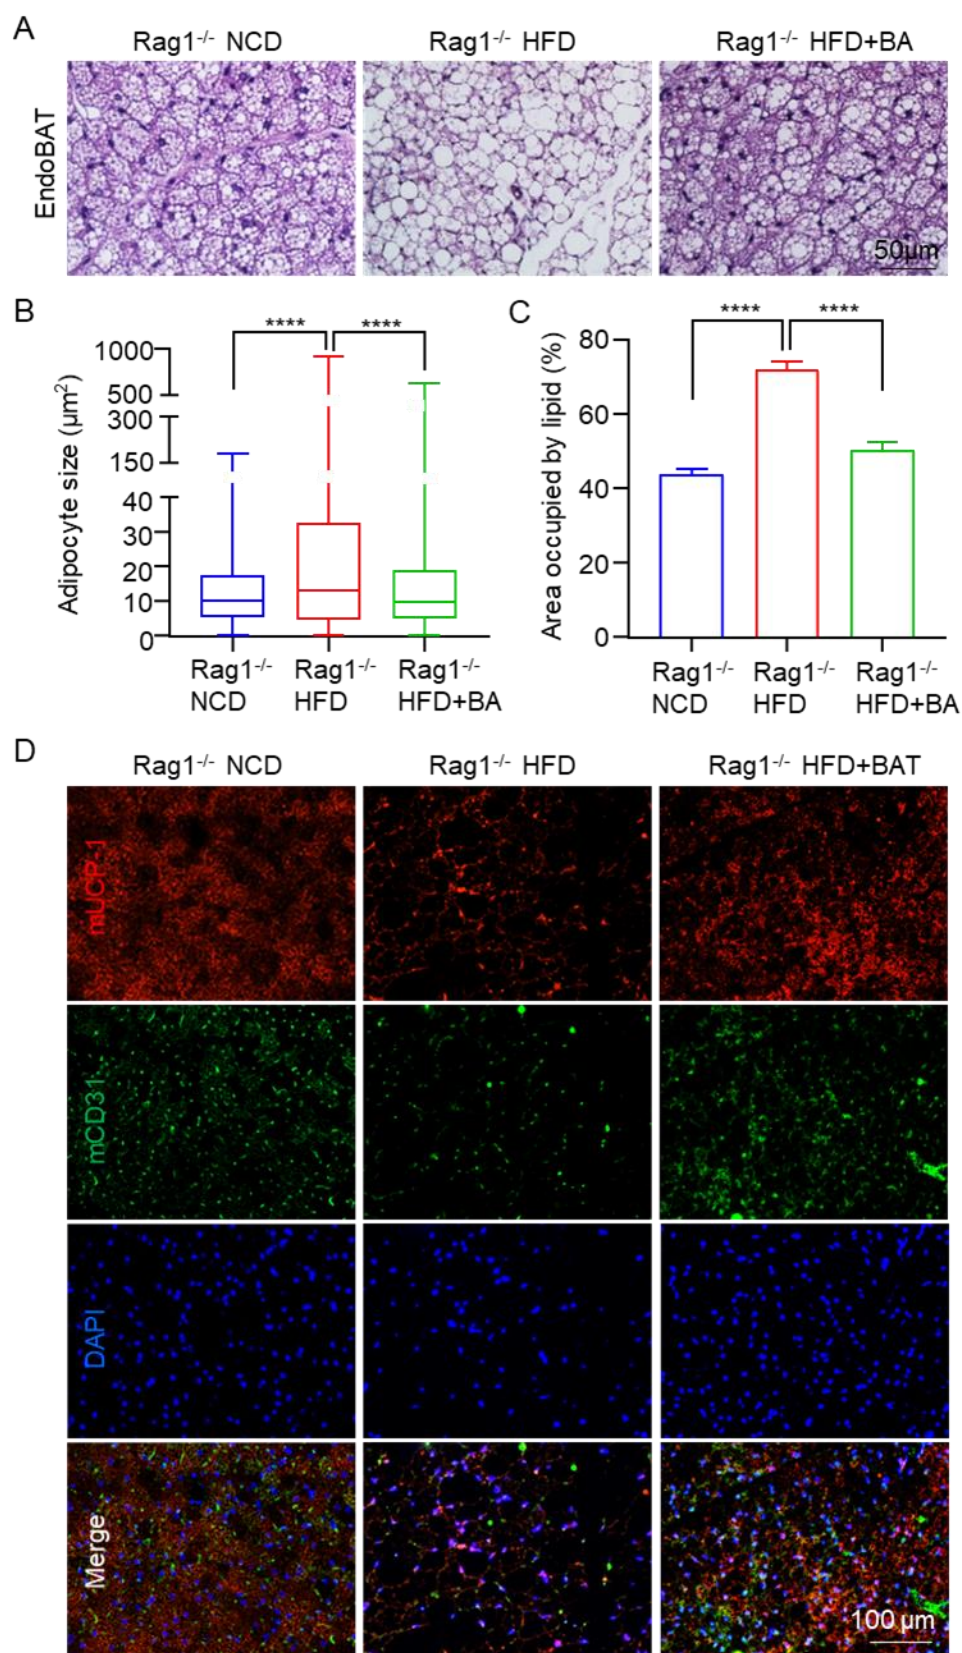 A
Rag1⁻/⁻ NCD
Rag1⁻/⁻ HFD
Rag1⁻/⁻ HFD+BA
EndoBAT
50µm
B
Adipocyte size (µm²)
1000
500
300
150
40
30
20
10
0
****
****
Rag1⁻/⁻
NCD
Rag1⁻/⁻
HFD
Rag1⁻/⁻
HFD+BA
C
Area occupied by lipid (%)
80
60
40
20
0
****
****
Rag1⁻/⁻
NCD
Rag1⁻/⁻
HFD
Rag1⁻/⁻
HFD+BA
D
Rag1⁻/⁻ NCD
Rag1⁻/⁻ HFD
Rag1⁻/⁻ HFD+BAT
mUCP-1
mCD31
DAPI
Merge
100 µm